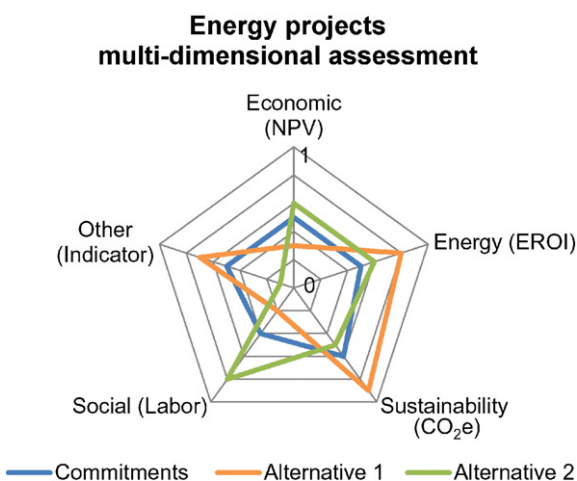 Energy projects
multi-dimensional assessment
Economic
(NPV)
1
Other
(Indicator)
Energy (EROI)
0
Social (Labor)
Sustainability
(CO₂e)
Commitments
Alternative 1
Alternative 2